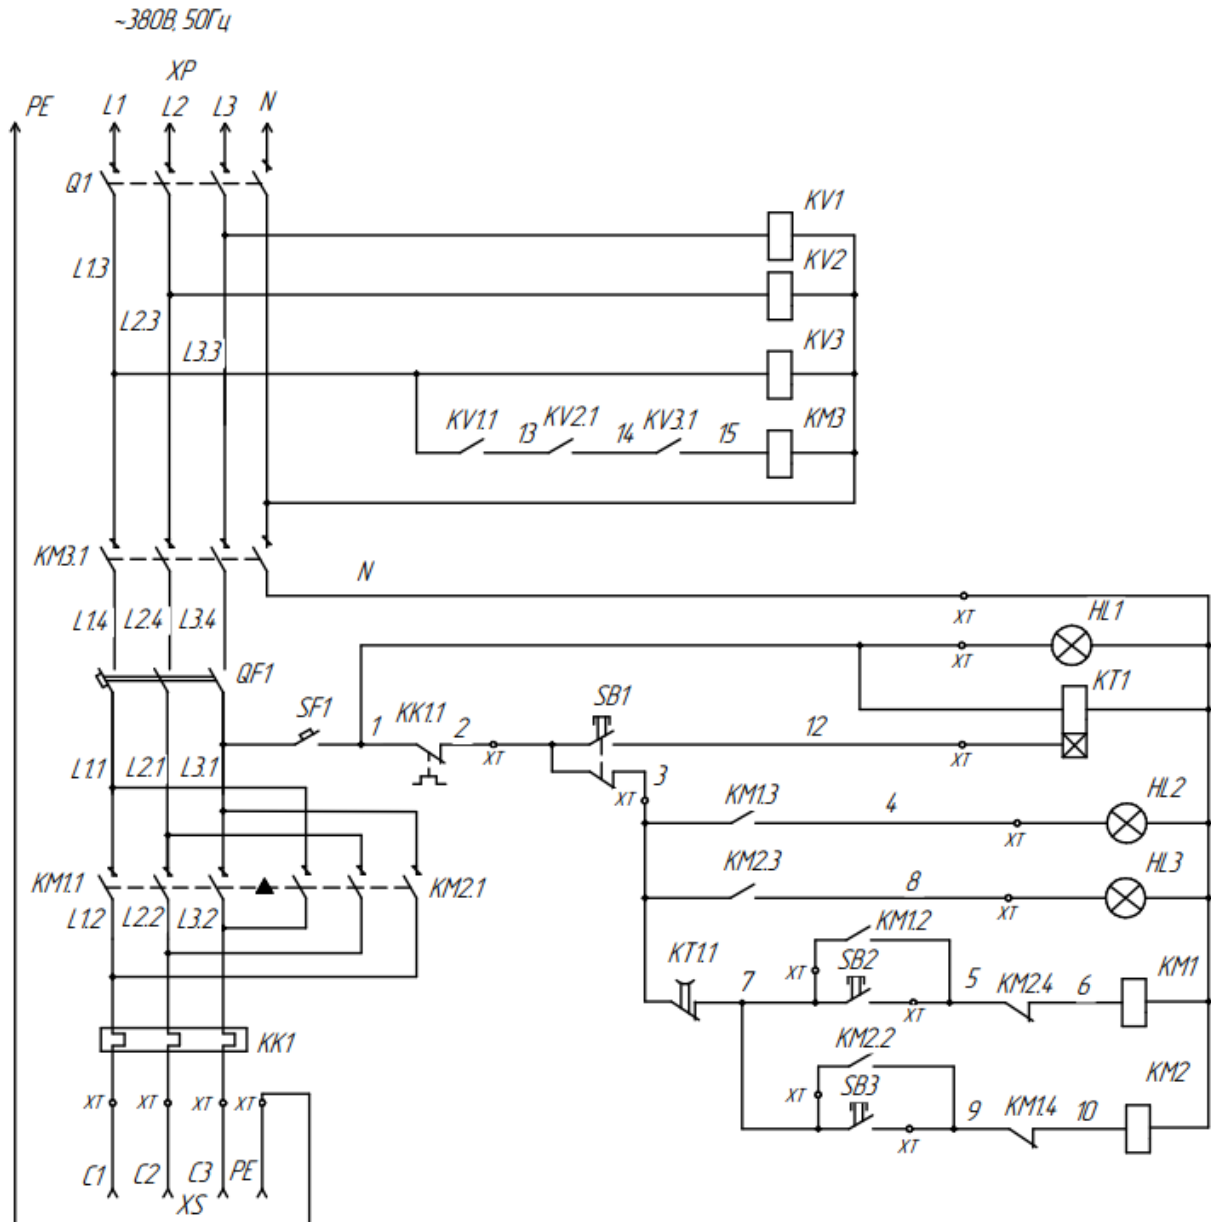 ~380В, 50Гц
XP
PE L1 L2 L3 N
Q1
KV1
KV2
L1.3
L2.3
L3.3
KV3
KV1.1 13 KV2.1 14 KV3.1 15 KM3
KM3.1
N
XT
HL1
L1.4 L2.4 L3.4
XT
QF1
KT1
SF1 1 KK1.1 2 SB1 12
XT XT
L1.1 L2.1 L3.1
3
XT
KM1.3 4 HL2
XT
KM2.3 8 HL3
XT
KM1.1 KM2.1
L1.2 L2.2 L3.2
KM1.2
KT1.1 7 XT SB2 5 KM2.4 6 KM1
XT
KK1
KM2.2
XT SB3 9 KM1.4 10 KM2
XT
XT XT XT XT
C1 C2 C3 PE
XS